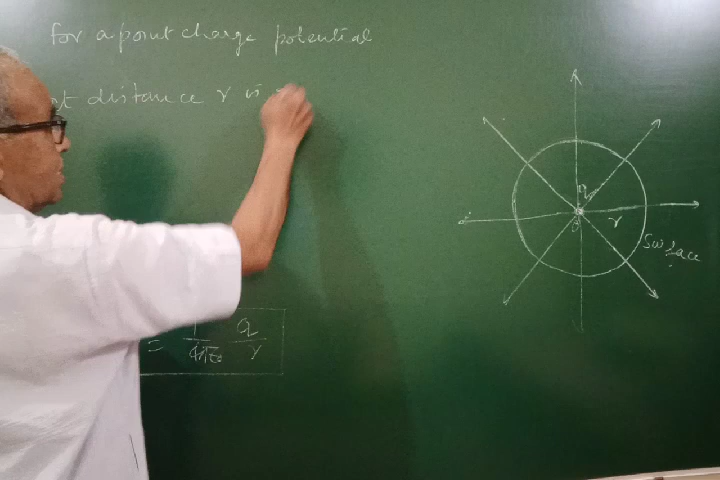 For a point charge potential
at distance r is
= 1/4πε₀ Q/r
Q
r
O
Surface